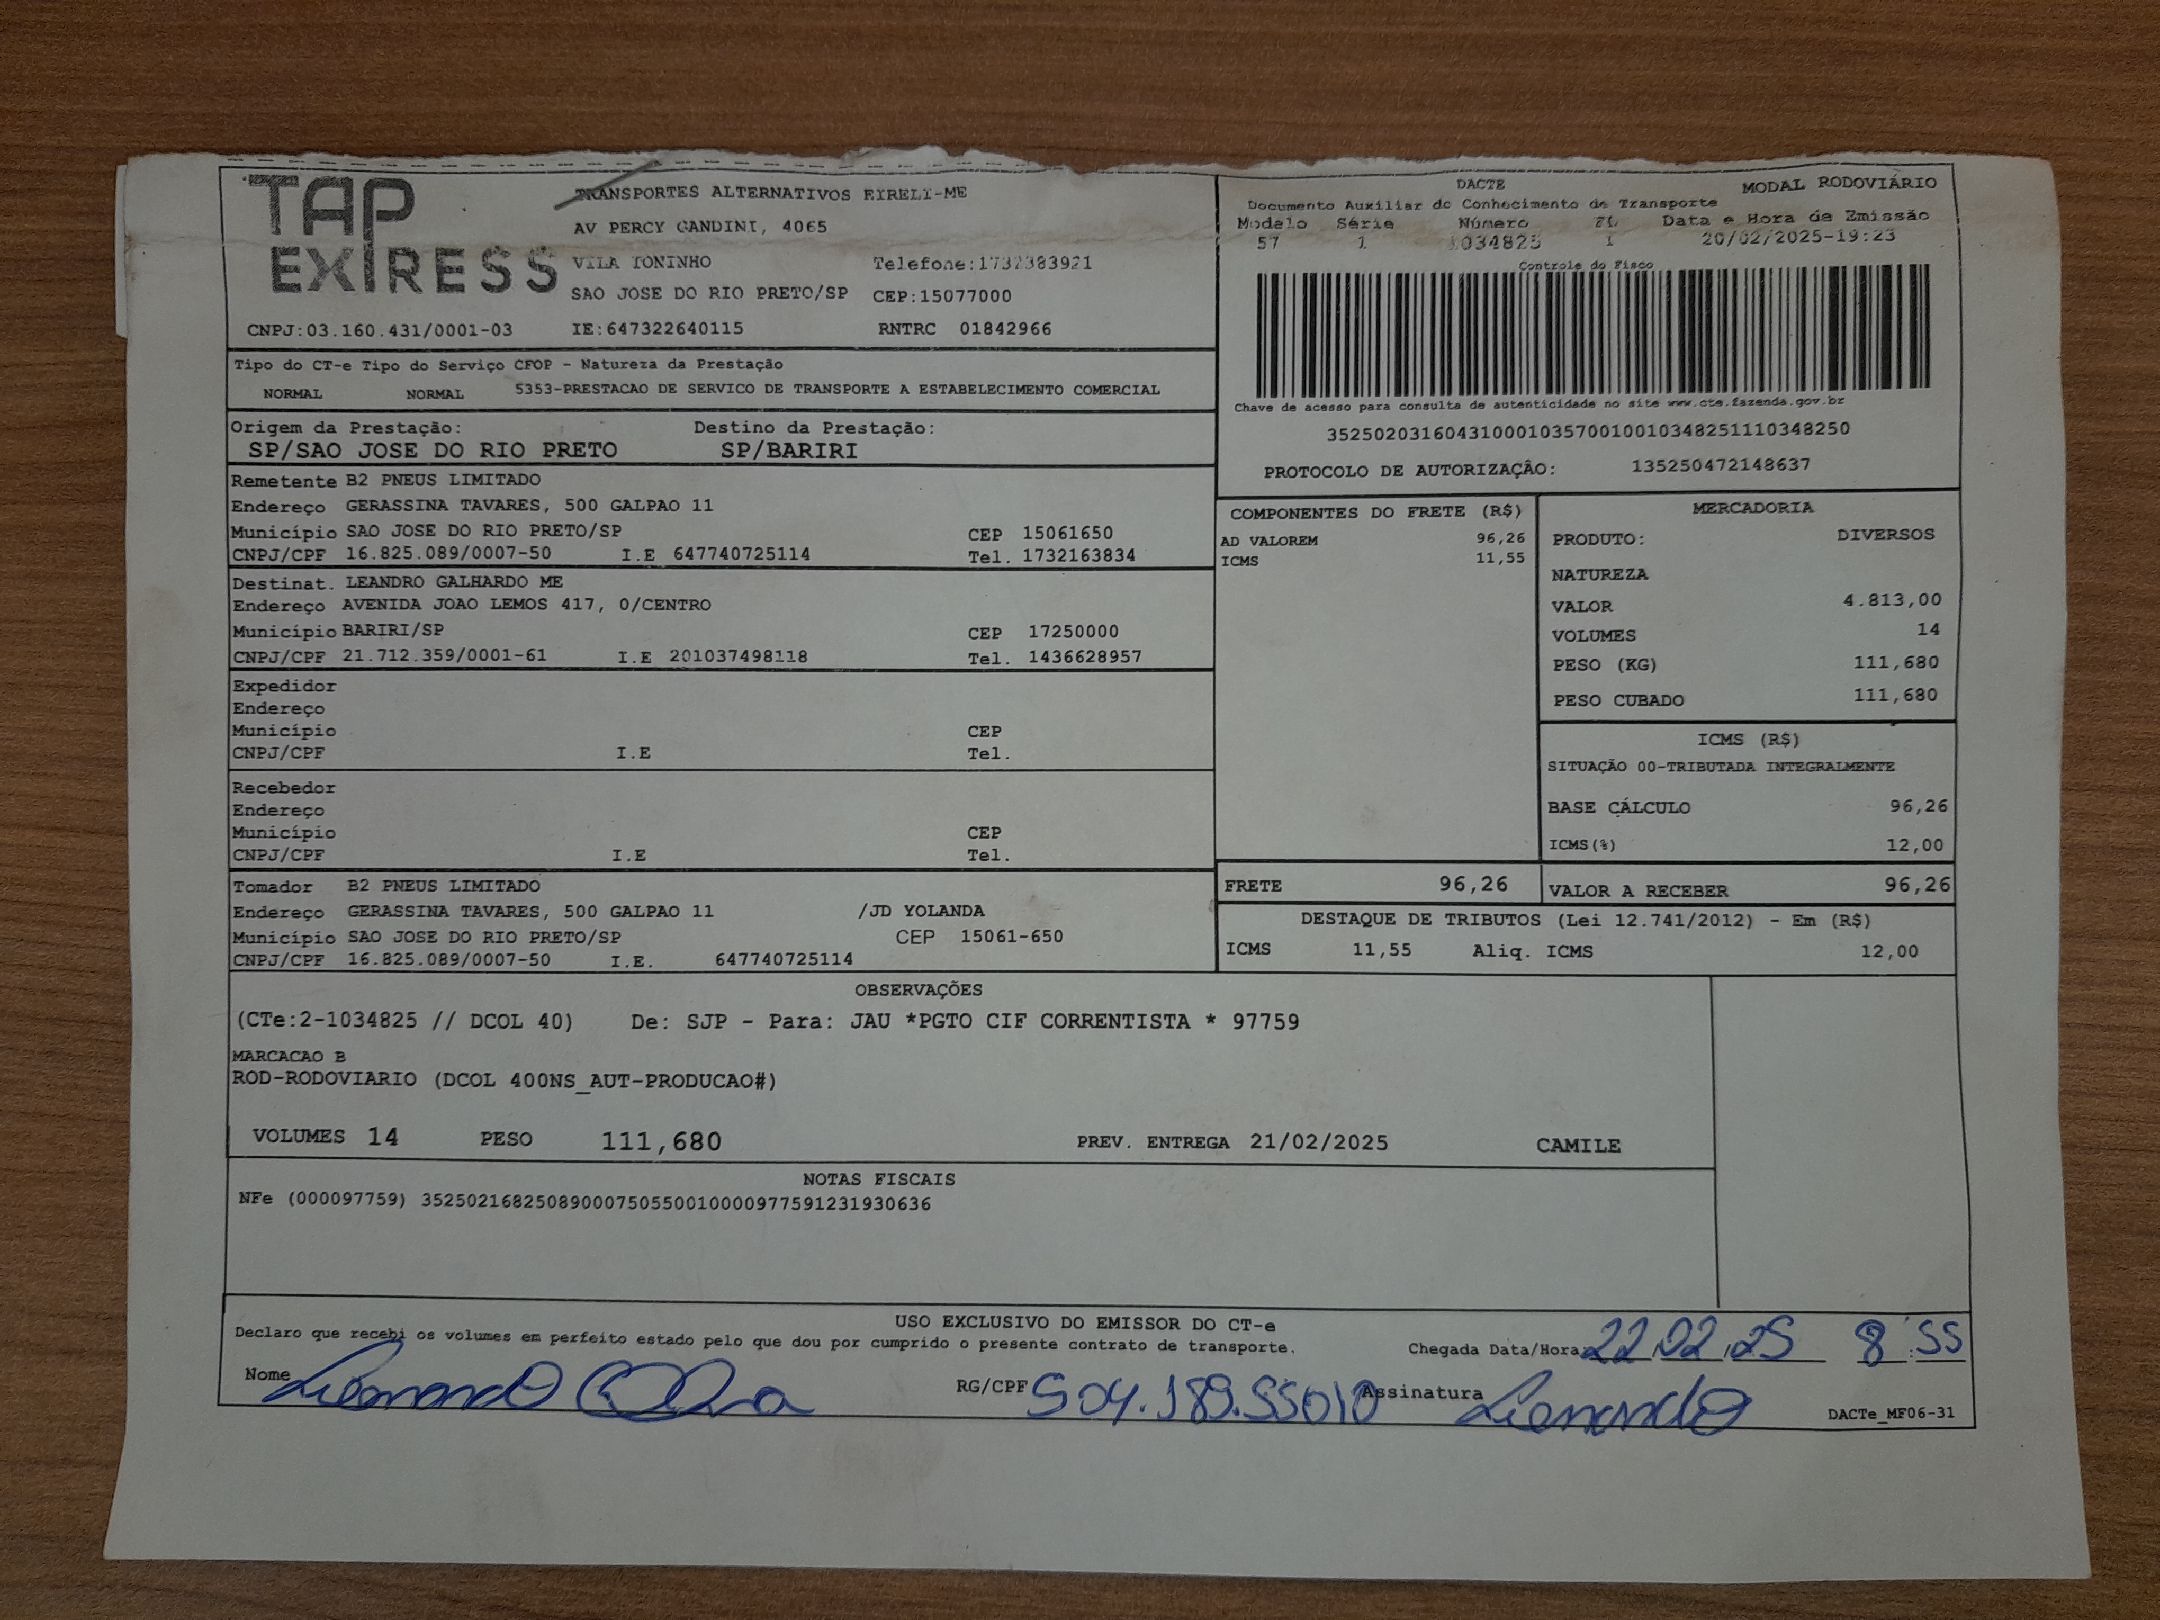 TAP
EXPRESS
TRANSPORTES ALTERNATIVOS EIRELI-ME
AV PERCY GANDINI, 4065
VILA TONINHO Telefone:1732383921
SAO JOSE DO RIO PRETO/SP CEP:15077000
CNPJ:03.160.431/0001-03 IE:647322640115 RNTRC 01842966
DACTE MODAL RODOVIÁRIO
Documento Auxiliar do Conhecimento de Transporte
Modelo Série Número FL Data e Hora de Emissão
57 1 1034825 1 20/02/2025-19:23
Controle do Fisco
Chave de acesso para consulta de autenticidade no site www.cte.fazenda.gov.br
35250203160431000103570010010348251110348250
PROTOCOLO DE AUTORIZAÇÃO: 135250472148637
Tipo do CT-e Tipo do Serviço CFOP - Natureza da Prestação
NORMAL NORMAL 5353-PRESTACAO DE SERVICO DE TRANSPORTE A ESTABELECIMENTO COMERCIAL
Origem da Prestação: Destino da Prestação:
SP/SAO JOSE DO RIO PRETO SP/BARIRI
Remetente B2 PNEUS LIMITADO
Endereço GERASSINA TAVARES, 500 GALPAO 11
Município SAO JOSE DO RIO PRETO/SP CEP 15061650
CNPJ/CPF 16.825.089/0007-50 I.E 647740725114 Tel. 1732163834
Destinat. LEANDRO GALHARDO ME
Endereço AVENIDA JOAO LEMOS 417, 0/CENTRO
Município BARIRI/SP CEP 17250000
CNPJ/CPF 21.712.359/0001-61 I.E 201037498118 Tel. 1436628957
Expedidor
Endereço
Município CEP
CNPJ/CPF I.E Tel.
Recebedor
Endereço
Município CEP
CNPJ/CPF I.E Tel.
Tomador B2 PNEUS LIMITADO
Endereço GERASSINA TAVARES, 500 GALPAO 11 /JD YOLANDA
Município SAO JOSE DO RIO PRETO/SP CEP 15061-650
CNPJ/CPF 16.825.089/0007-50 I.E. 647740725114
COMPONENTES DO FRETE (R$)
AD VALOREM 96,26
ICMS 11,55
MERCADORIA
PRODUTO: DIVERSOS
NATUREZA
VALOR 4.813,00
VOLUMES 14
PESO (KG) 111,680
PESO CUBADO 111,680
ICMS (R$)
SITUAÇÃO 00-TRIBUTADA INTEGRALMENTE
BASE CÁLCULO 96,26
ICMS(%) 12,00
FRETE 96,26 VALOR A RECEBER 96,26
DESTAQUE DE TRIBUTOS (Lei 12.741/2012) - Em (R$)
ICMS 11,55 Aliq. ICMS 12,00
OBSERVAÇÕES
(CTe:2-1034825 // DCOL 40) De: SJP - Para: JAU *PGTO CIF CORRENTISTA * 97759
MARCACAO B
ROD-RODOVIARIO (DCOL 400NS_AUT-PRODUCAO#)
VOLUMES 14 PESO 111,680 PREV. ENTREGA 21/02/2025 CAMILE
NOTAS FISCAIS
NFe (000097759) 35250216825089000750550010000977591231930636
USO EXCLUSIVO DO EMISSOR DO CT-e
Declaro que recebi os volumes em perfeito estado pelo que dou por cumprido o presente contrato de transporte.
Chegada Data/Hora 22,02,25 8:55
Nome Leonardo RG/CPF 504.189.55010 Assinatura Leonardo
DACTe_MF06-31